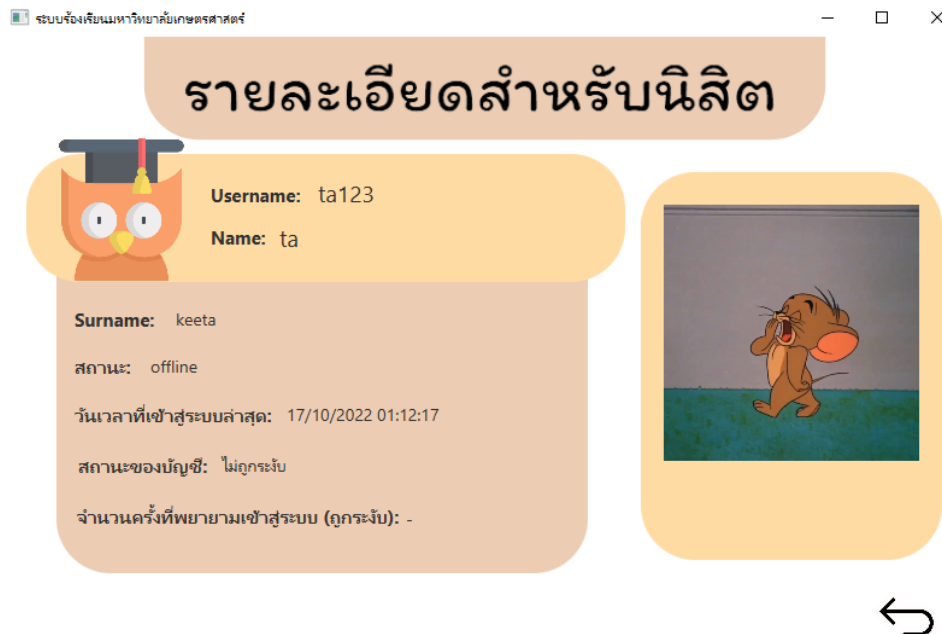 ระบบร้องเรียนมหาวิทยาลัยเกษตรศาสตร์
รายละเอียดสำหรับนิสิต
Username: ta123
Name: ta
Surname: keeta
สถานะ: offline
วันเวลาที่เข้าสู่ระบบล่าสุด: 17/10/2022 01:12:17
สถานะของบัญชี: ไม่ถูกระงับ
จำนวนครั้งที่พยายามเข้าสู่ระบบ (ถูกระงับ): -